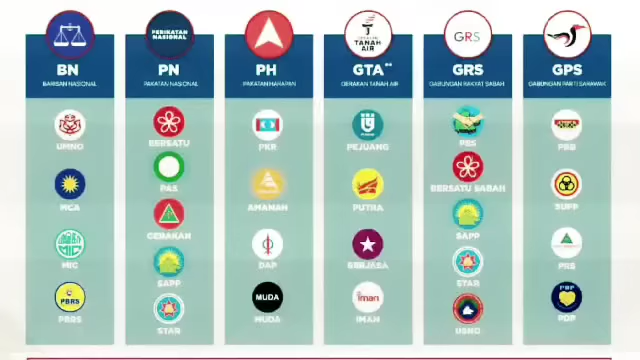 PERIKATAN
NASIONAL
TANAH
AIR
GRS
BN
BARISAN NASIONAL
PN
PAKATAN NASIONAL
PH
PAKATAN HARAPAN
GTA**
GERAKAN TANAH AIR
GRS
GABUNGAN RAKYAT SABAH
GPS
GABUNGAN PARTI SARAWAK
UMNO
MCA
MIC
PBRS
PBRS
BERSATU
PAS
GERAKAN
SAPP
STAR
PKR
AMANAH
DAP
MUDA
MUDA
PEJUANG
PUTRA
BERJASA
iman
IMAN
PBS
BERSATU SABAH
SAPP
STAR
USNO
PBB
SUPP
PRS
PDP
PDP